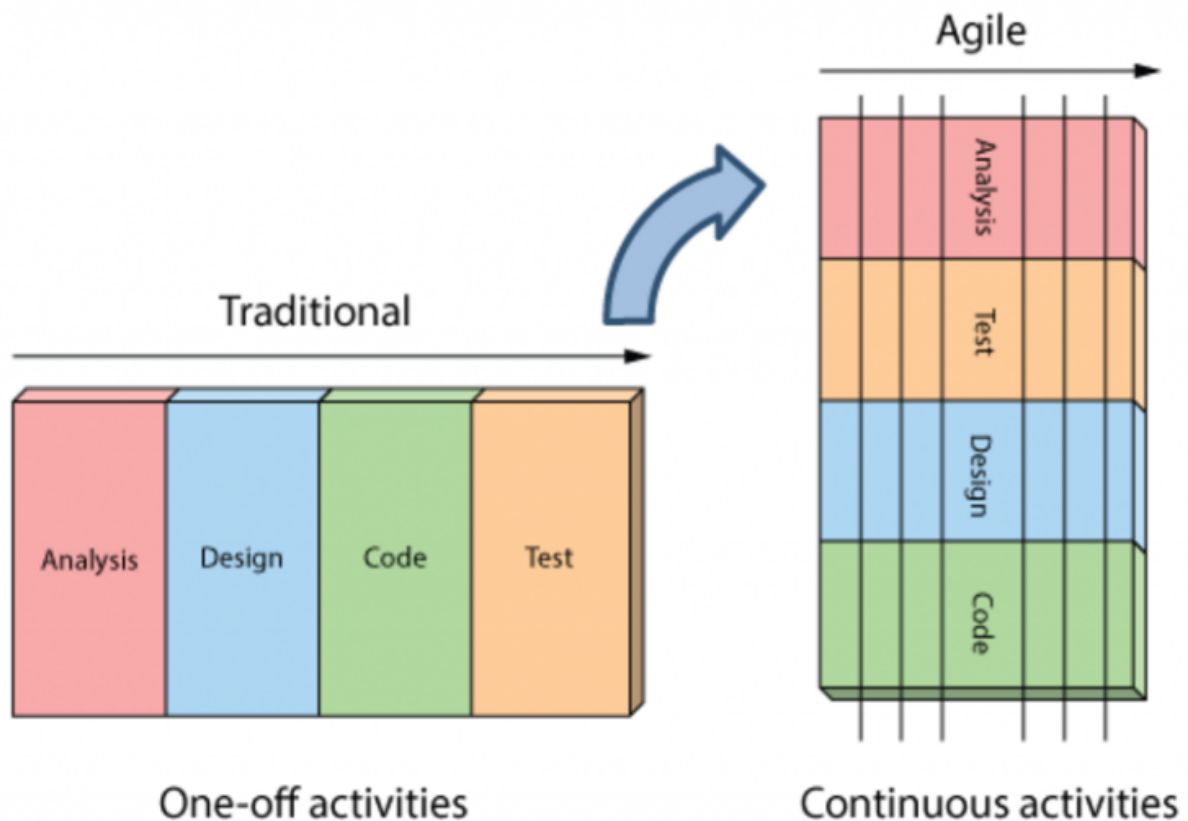 Agile
Analysis
Test
Design
Code
Continuous activities
Traditional
Analysis Design Code Test
One-off activities